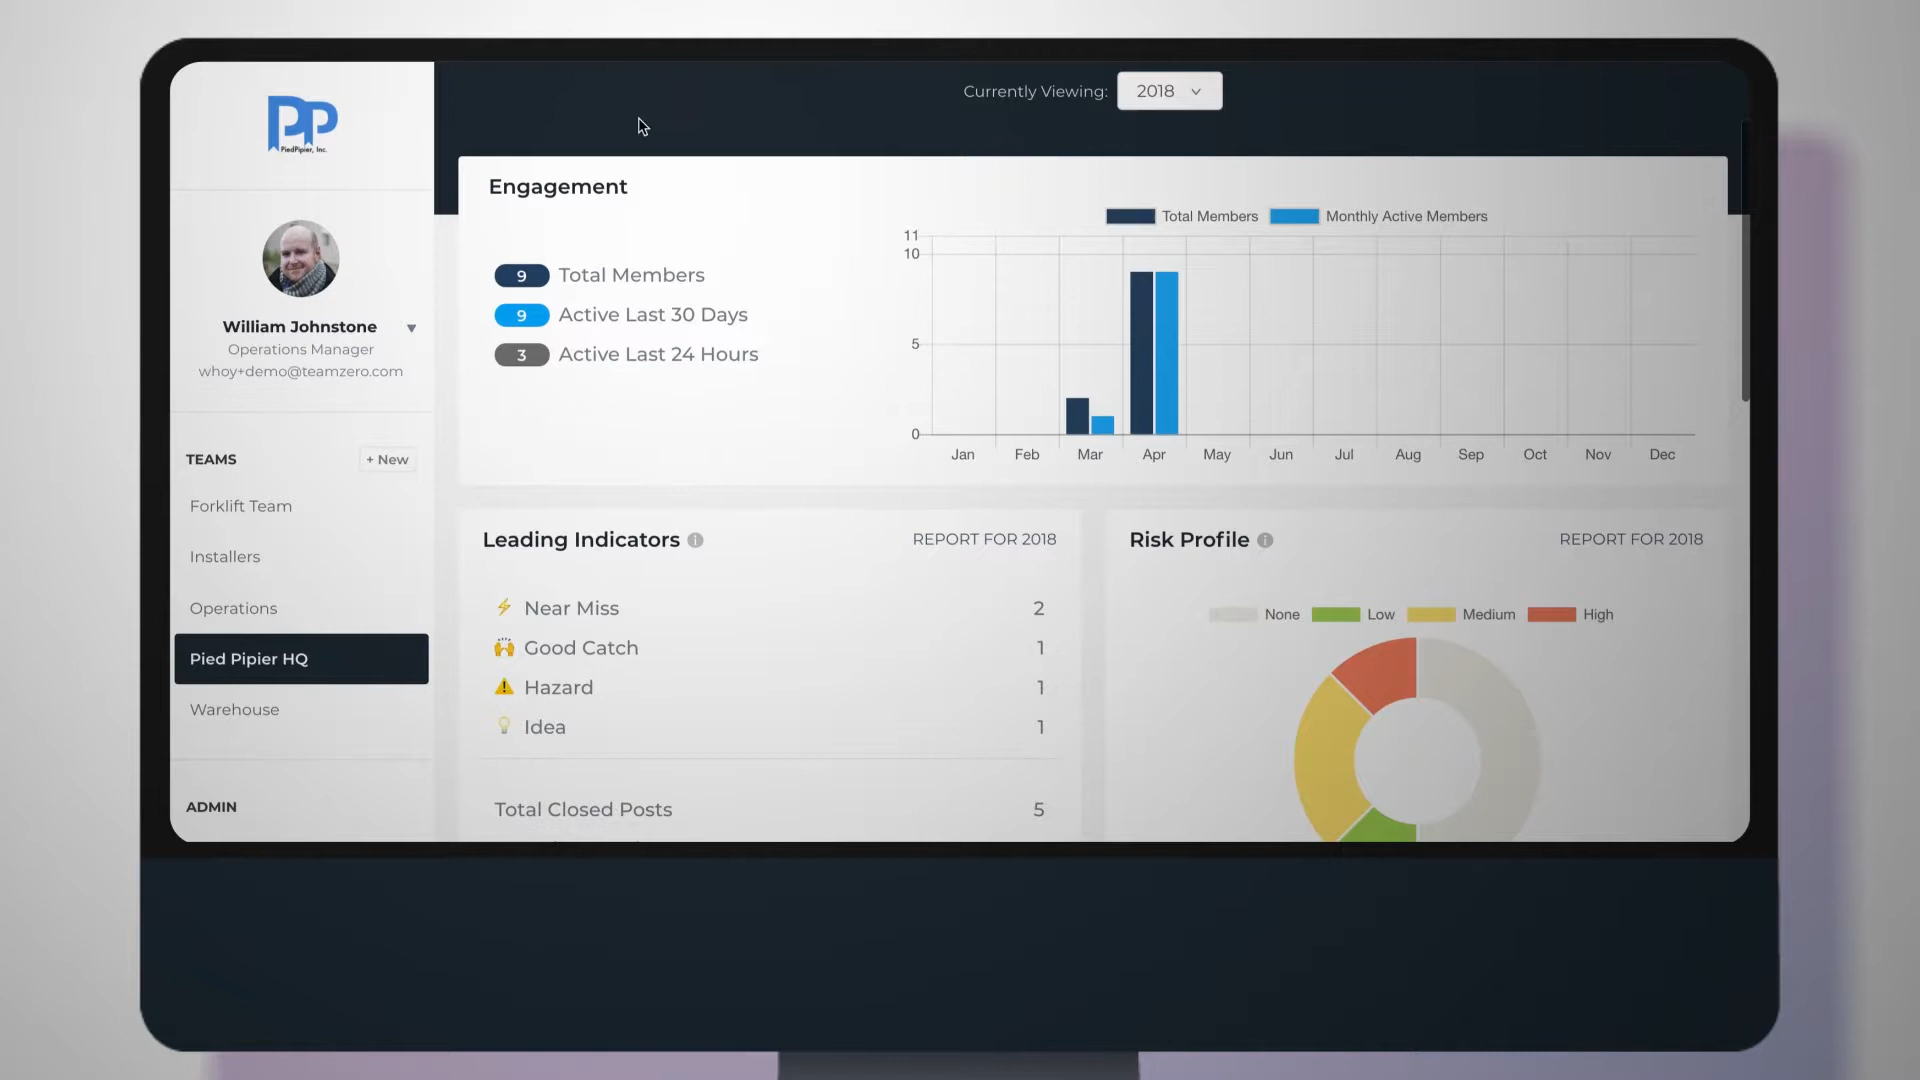 PP
PiedPipier, Inc.
William Johnstone
Operations Manager
whoy+demo@teamzero.com
TEAMS
+ New
Forklift Team
Installers
Operations
Pied Pipier HQ
Warehouse
ADMIN
Currently Viewing: 2018
Engagement
9 Total Members
9 Active Last 30 Days
3 Active Last 24 Hours
Total Members Monthly Active Members
11
10
5
0
Jan Feb Mar Apr May Jun Jul Aug Sep Oct Nov Dec
Leading Indicators REPORT FOR 2018
Near Miss 2
Good Catch 1
Hazard 1
Idea 1
Total Closed Posts 5
Risk Profile REPORT FOR 2018
None Low Medium High